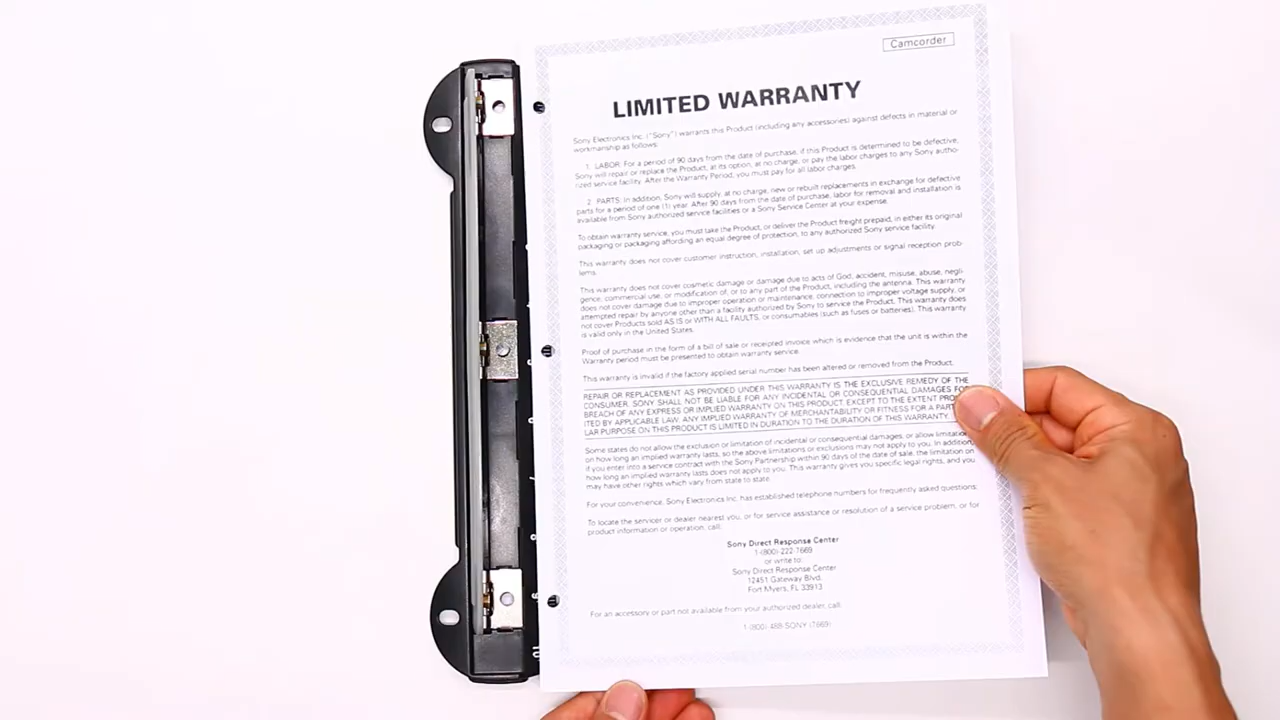 Camcorder
LIMITED WARRANTY
Sony Electronics Inc. ("Sony") warrants this Product (including any accessories) against defects in material or
workmanship as follows:
1. LABOR: For a period of 90 days from the date of purchase, if this Product is determined to be defective,
Sony will repair or replace the Product, at its option, at no charge, or pay the labor charges to any Sony autho-
rized service facility. After the Warranty Period, you must pay for all labor charges.
2. PARTS: In addition, Sony will supply, at no charge, new or rebuilt replacements in exchange for defective
parts for a period of one (1) year. After 90 days from the date of purchase, labor for removal and installation is
available from Sony authorized service facilities or a Sony Service Center at your expense.
To obtain warranty service, you must take the Product, or deliver the Product freight prepaid, in either its original
packaging or packaging affording an equal degree of protection, to any authorized Sony service facility.
This warranty does not cover customer instruction, installation, set up adjustments or signal reception prob-
lems.
This warranty does not cover cosmetic damage or damage due to acts of God, accident, misuse, abuse, negli-
gence, commercial use, or modification of, or to any part of the Product, including the antenna. This warranty
does not cover damage due to improper operation or maintenance, connection to improper voltage supply, or
attempted repair by anyone other than a facility authorized by Sony to service the Product. This warranty does
not cover Products sold AS IS or WITH ALL FAULTS, or consumables (such as fuses or batteries). This warranty
is valid only in the United States.
Proof of purchase in the form of a bill of sale or receipted invoice which is evidence that the unit is within the
Warranty period must be presented to obtain warranty service.
This warranty is invalid if the factory applied serial number has been altered or removed from the Product.
REPAIR OR REPLACEMENT AS PROVIDED UNDER THIS WARRANTY IS THE EXCLUSIVE REMEDY OF THE
CONSUMER. SONY SHALL NOT BE LIABLE FOR ANY INCIDENTAL OR CONSEQUENTIAL DAMAGES FOR
BREACH OF ANY EXPRESS OR IMPLIED WARRANTY ON THIS PRODUCT. EXCEPT TO THE EXTENT
ITED BY APPLICABLE LAW, ANY IMPLIED WARRANTY OF MERCHANTABILITY OR FITNESS FOR A
LAR PURPOSE ON THIS PRODUCT IS LIMITED IN DURATION TO THE DURATION OF THIS WARRANTY.
Some states do not allow the exclusion or limitation of incidental or consequential damages, or allow limitations
on how long an implied warranty lasts, so the above limitations or exclusions may not apply to you. In addition,
if you enter into a service contract with the Sony Partnership within 90 days of the date of sale, the limitation on
how long an implied warranty lasts does not apply to you. This warranty gives you specific legal rights, and you
may have other rights which vary from state to state.
For your convenience, Sony Electronics Inc. has established telephone numbers for frequently asked questions:
To locate the servicer or dealer nearest you, or for service assistance or resolution of a service problem, or for
product information or operation, call:
Sony Direct Response Center
1-(800)-222-7669
or write to:
Sony Direct Response Center
12451 Gateway Blvd.
Fort Myers, FL 33913
For an accessory or part not available from your authorized dealer, call:
1-(800)-488-SONY (7669)